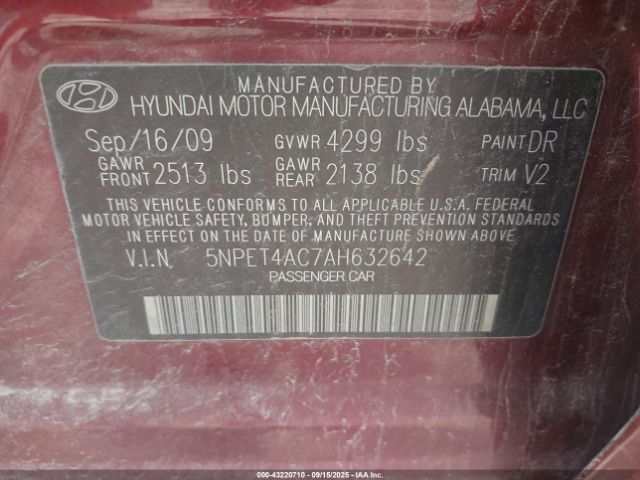 MANUFACTURED BY
HYUNDAI MOTOR MANUFACTURING ALABAMA, LLC
Sep/16/09 GVWR 4299 lbs PAINT DR
GAWR FRONT 2513 lbs GAWR REAR 2138 lbs TRIM V2
THIS VEHICLE CONFORMS TO ALL APPLICABLE U.S.A. FEDERAL
MOTOR VEHICLE SAFETY, BUMPER, AND THEFT PREVENTION STANDARDS
IN EFFECT ON THE DATE OF MANUFACTURE SHOWN ABOVE.
V.I.N. 5NPET4AC7AH632642
PASSENGER CAR
000-43220710 - 09/15/2025 - IAA Inc. Copyright